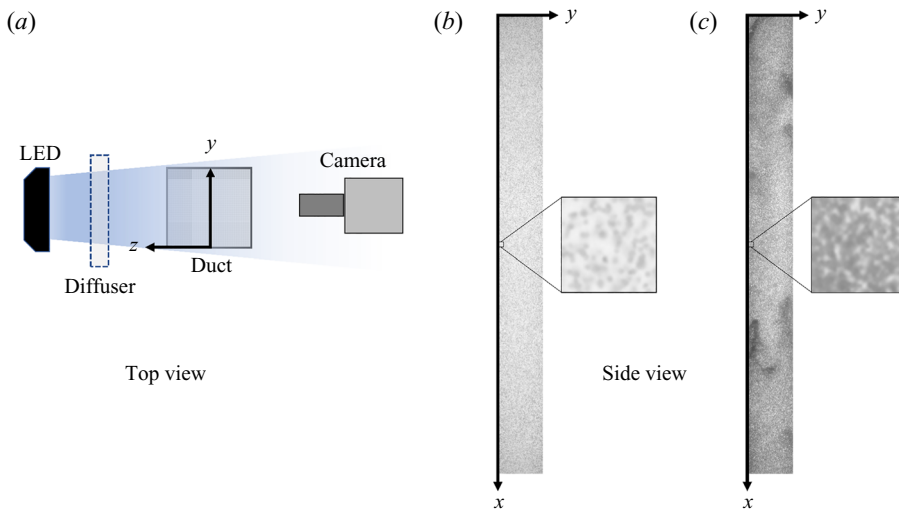 (a)
LED
Diffuser
y
z
Duct
Camera
Top view
(b)
y
x
Side view
(c)
y
x